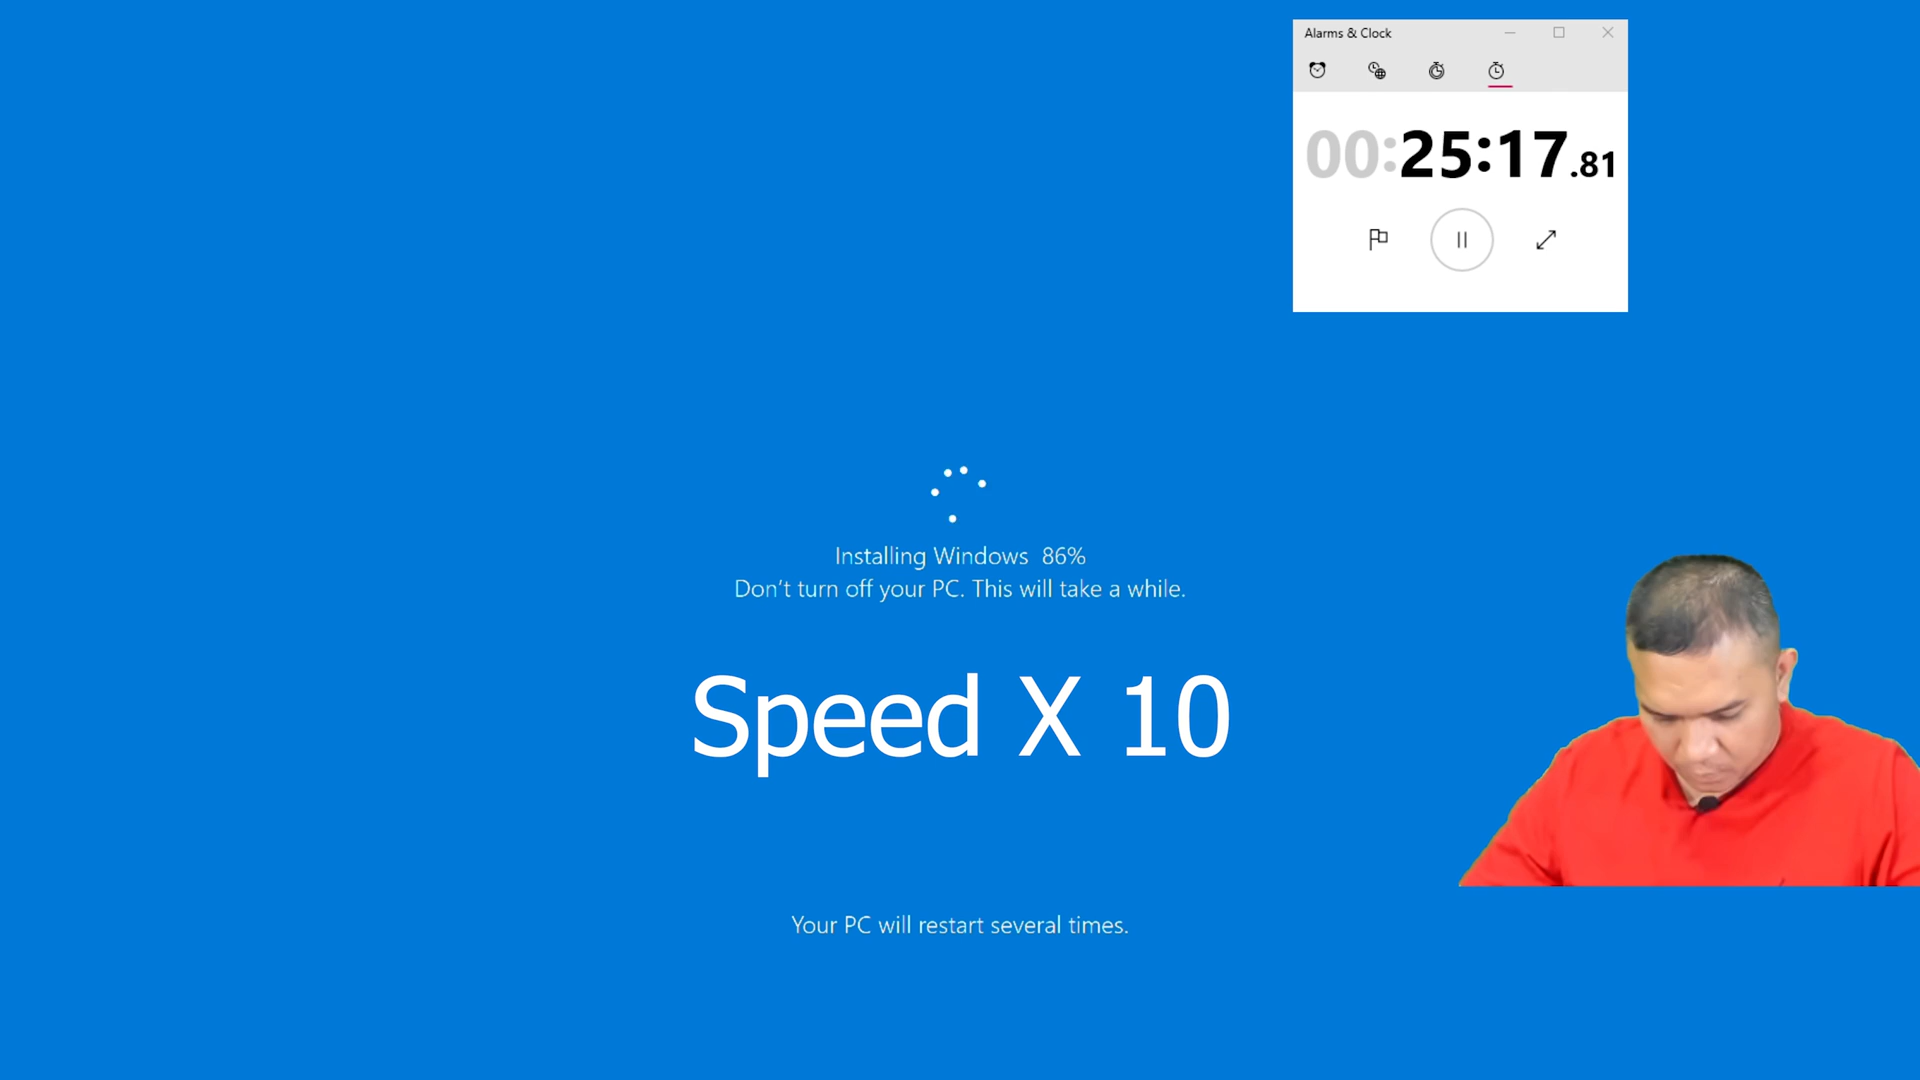 Alarms & Clock
00:25:17.81
Installing Windows 86%
Don't turn off your PC. This will take a while.
Speed X 10
Your PC will restart several times.